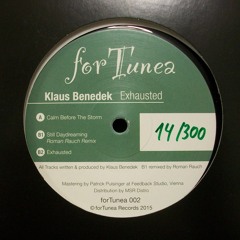 forTunea
Klaus Benedek Exhausted
A Calm Before The Storm
B1 Still Daydreaming
Roman Rauch Remix
B2 Exhausted
14/300
All Tracks written & produced by Klaus Benedek B1 remixed by Roman Rauch
Mastering by Patrick Pulsinger at Feedback Studio, Vienna
Distribution by MSR Distro
forTunea 002
©forTunea Records 2015